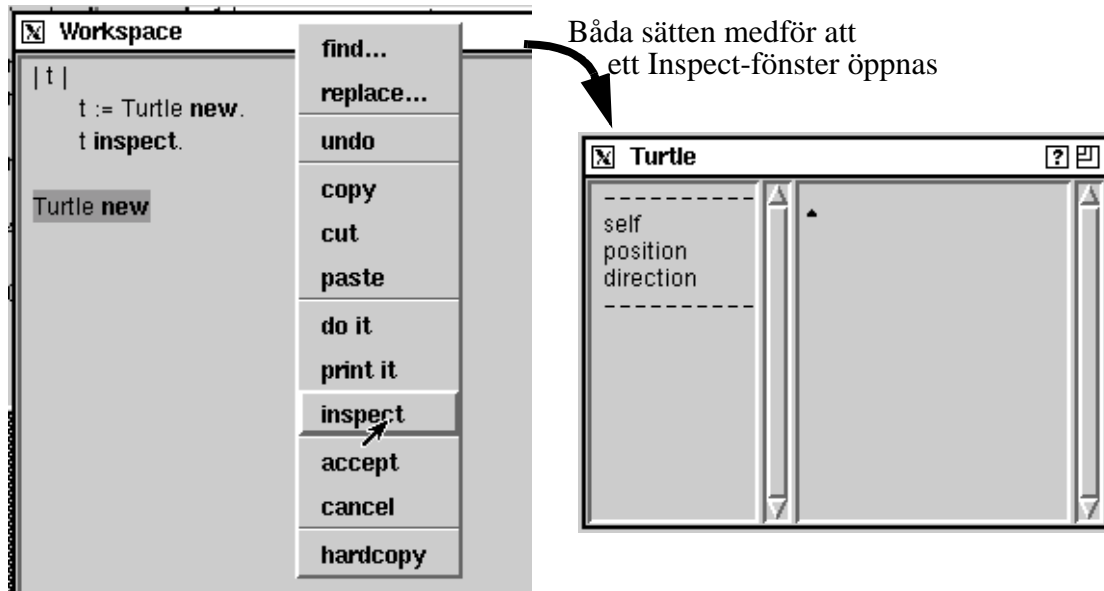 Workspace
| t |
t := Turtle new.
t inspect.
Turtle new
find...
replace...
undo
copy
cut
paste
do it
print it
inspect
accept
cancel
hardcopy
Båda sätten medför att
ett Inspect-fönster öppnas
Turtle
self
position
direction